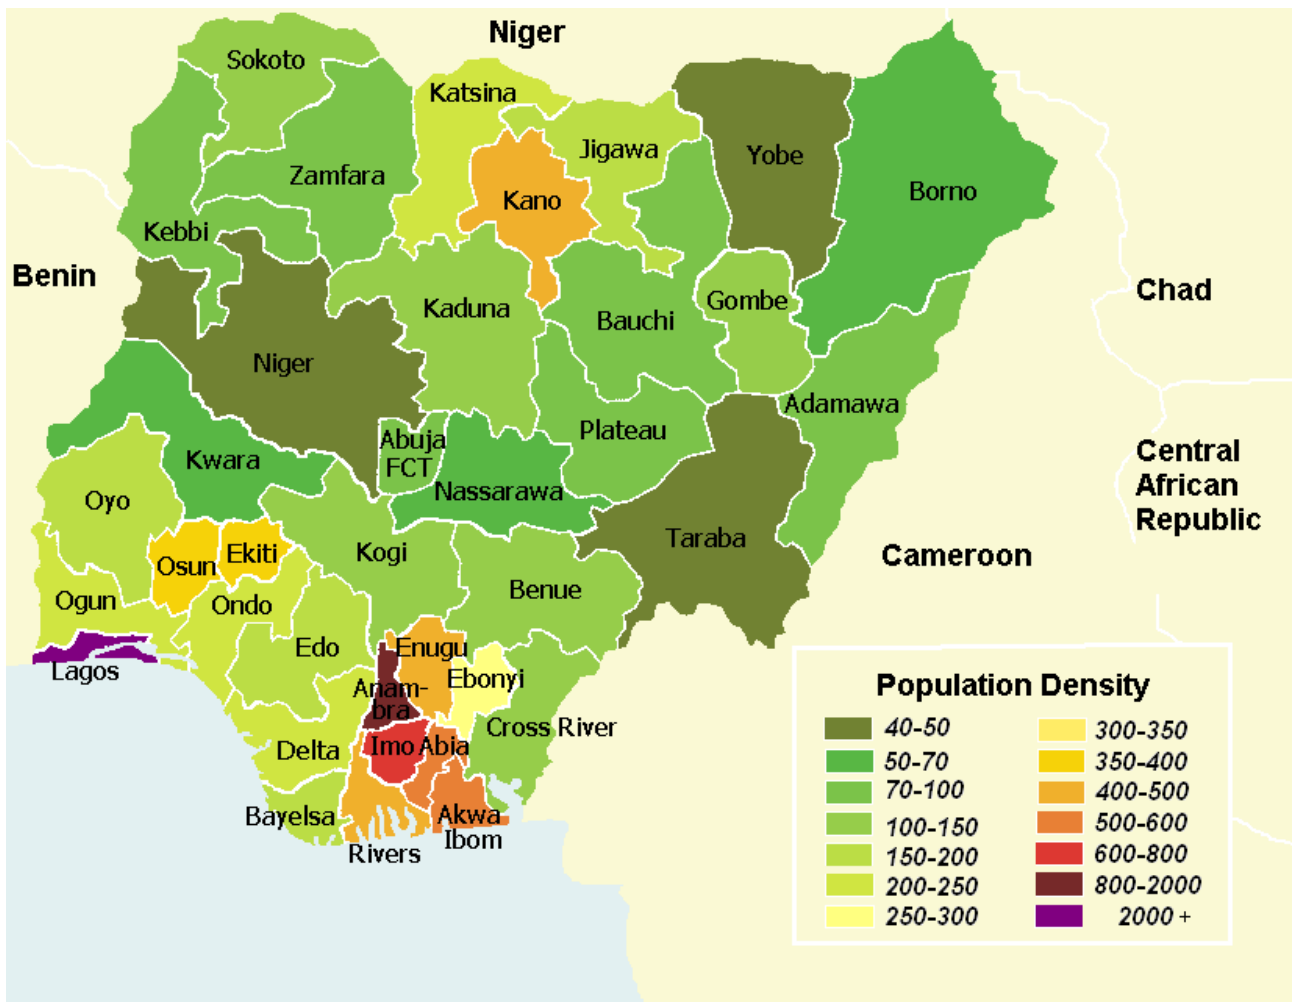 Niger
Sokoto
Katsina
Jigawa
Yobe
Zamfara
Kano
Borno
Kebbi
Benin
Chad
Kaduna
Gombe
Bauchi
Niger
Adamawa
Plateau
Abuja
FCT
Kwara
Nassarawa
Central
African
Republic
Oyo
Taraba
Kogi
Cameroon
Osun
Ekiti
Benue
Ogun
Ondo
Edo
Enugu
Lagos
Ebonyi
Anam-
bra
Cross River
Delta
Imo
Abia
Bayelsa
Akwa
Ibom
Rivers
Population Density
40-50
50-70
70-100
100-150
150-200
200-250
250-300
300-350
350-400
400-500
500-600
600-800
800-2000
2000 +